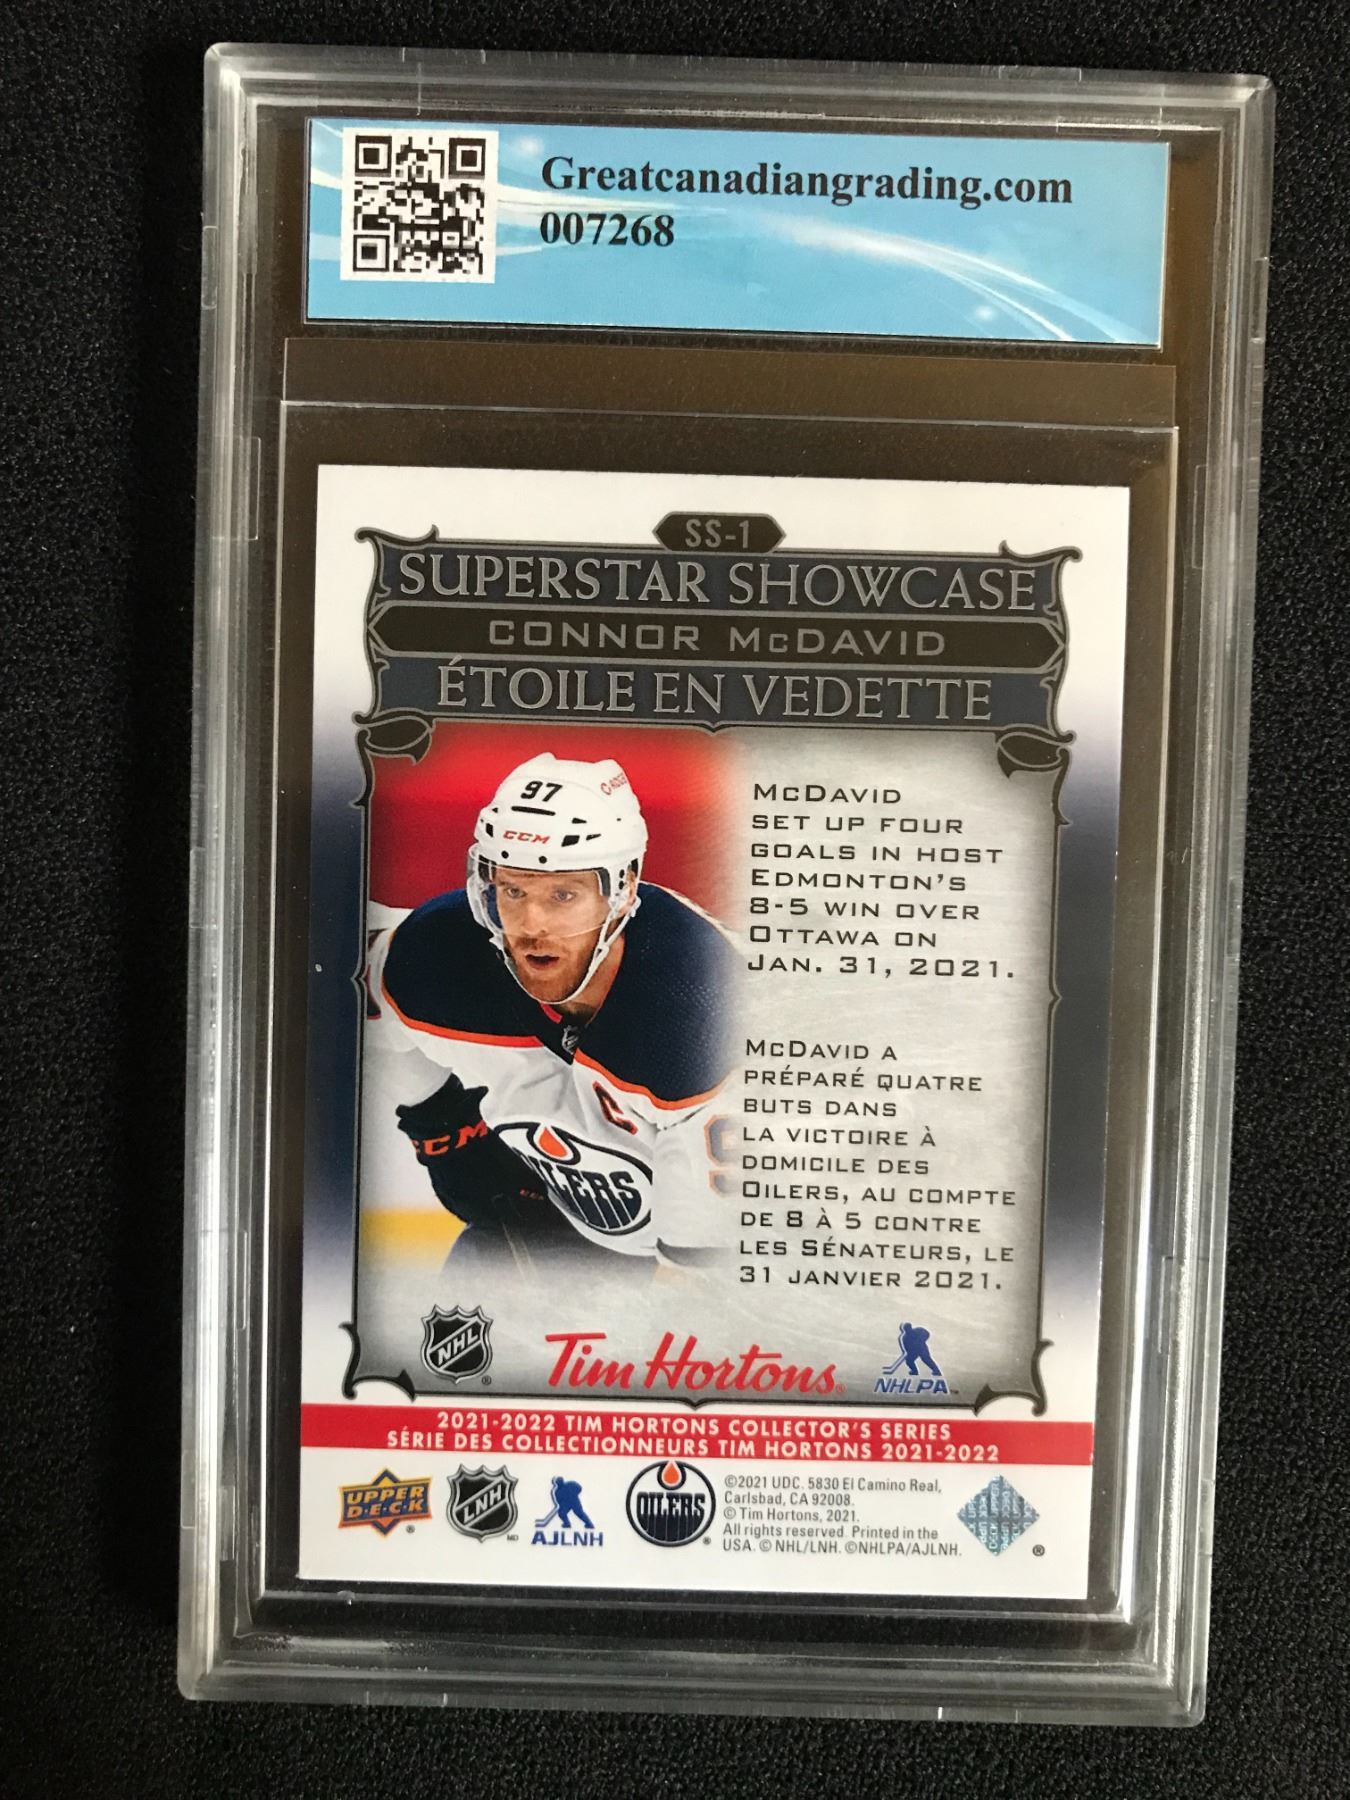 Greatcanadiangrading.com
007268
SS-1
SUPERSTAR SHOWCASE
CONNOR McDAVID
ÉTOILE EN VEDETTE
97
CCM
McDAVID
SET UP FOUR
GOALS IN HOST
EDMONTON'S
8-5 WIN OVER
OTTAWA ON
JAN. 31, 2021.
McDAVID A
PRÉPARÉ QUATRE
BUTS DANS
LA VICTOIRE À
DOMICILE DES
OILERS, AU COMPTE
DE 8 À 5 CONTRE
LES SÉNATEURS, LE
31 JANVIER 2021.
C
CCM
OILERS
NHL ®
Tim Hortons®
NHLPA™
2021-2022 TIM HORTONS COLLECTOR'S SERIES
SÉRIE DES COLLECTIONNEURS TIM HORTONS 2021-2022
UPPER
D·E·C·K ®
LNH MD
AJLNH
OILERS ®
©2021 UDC. 5830 El Camino Real,
Carlsbad, CA 92008.
© Tim Hortons, 2021.
All rights reserved. Printed in the
USA. © NHL/LNH. ©NHLPA/AJLNH.
®